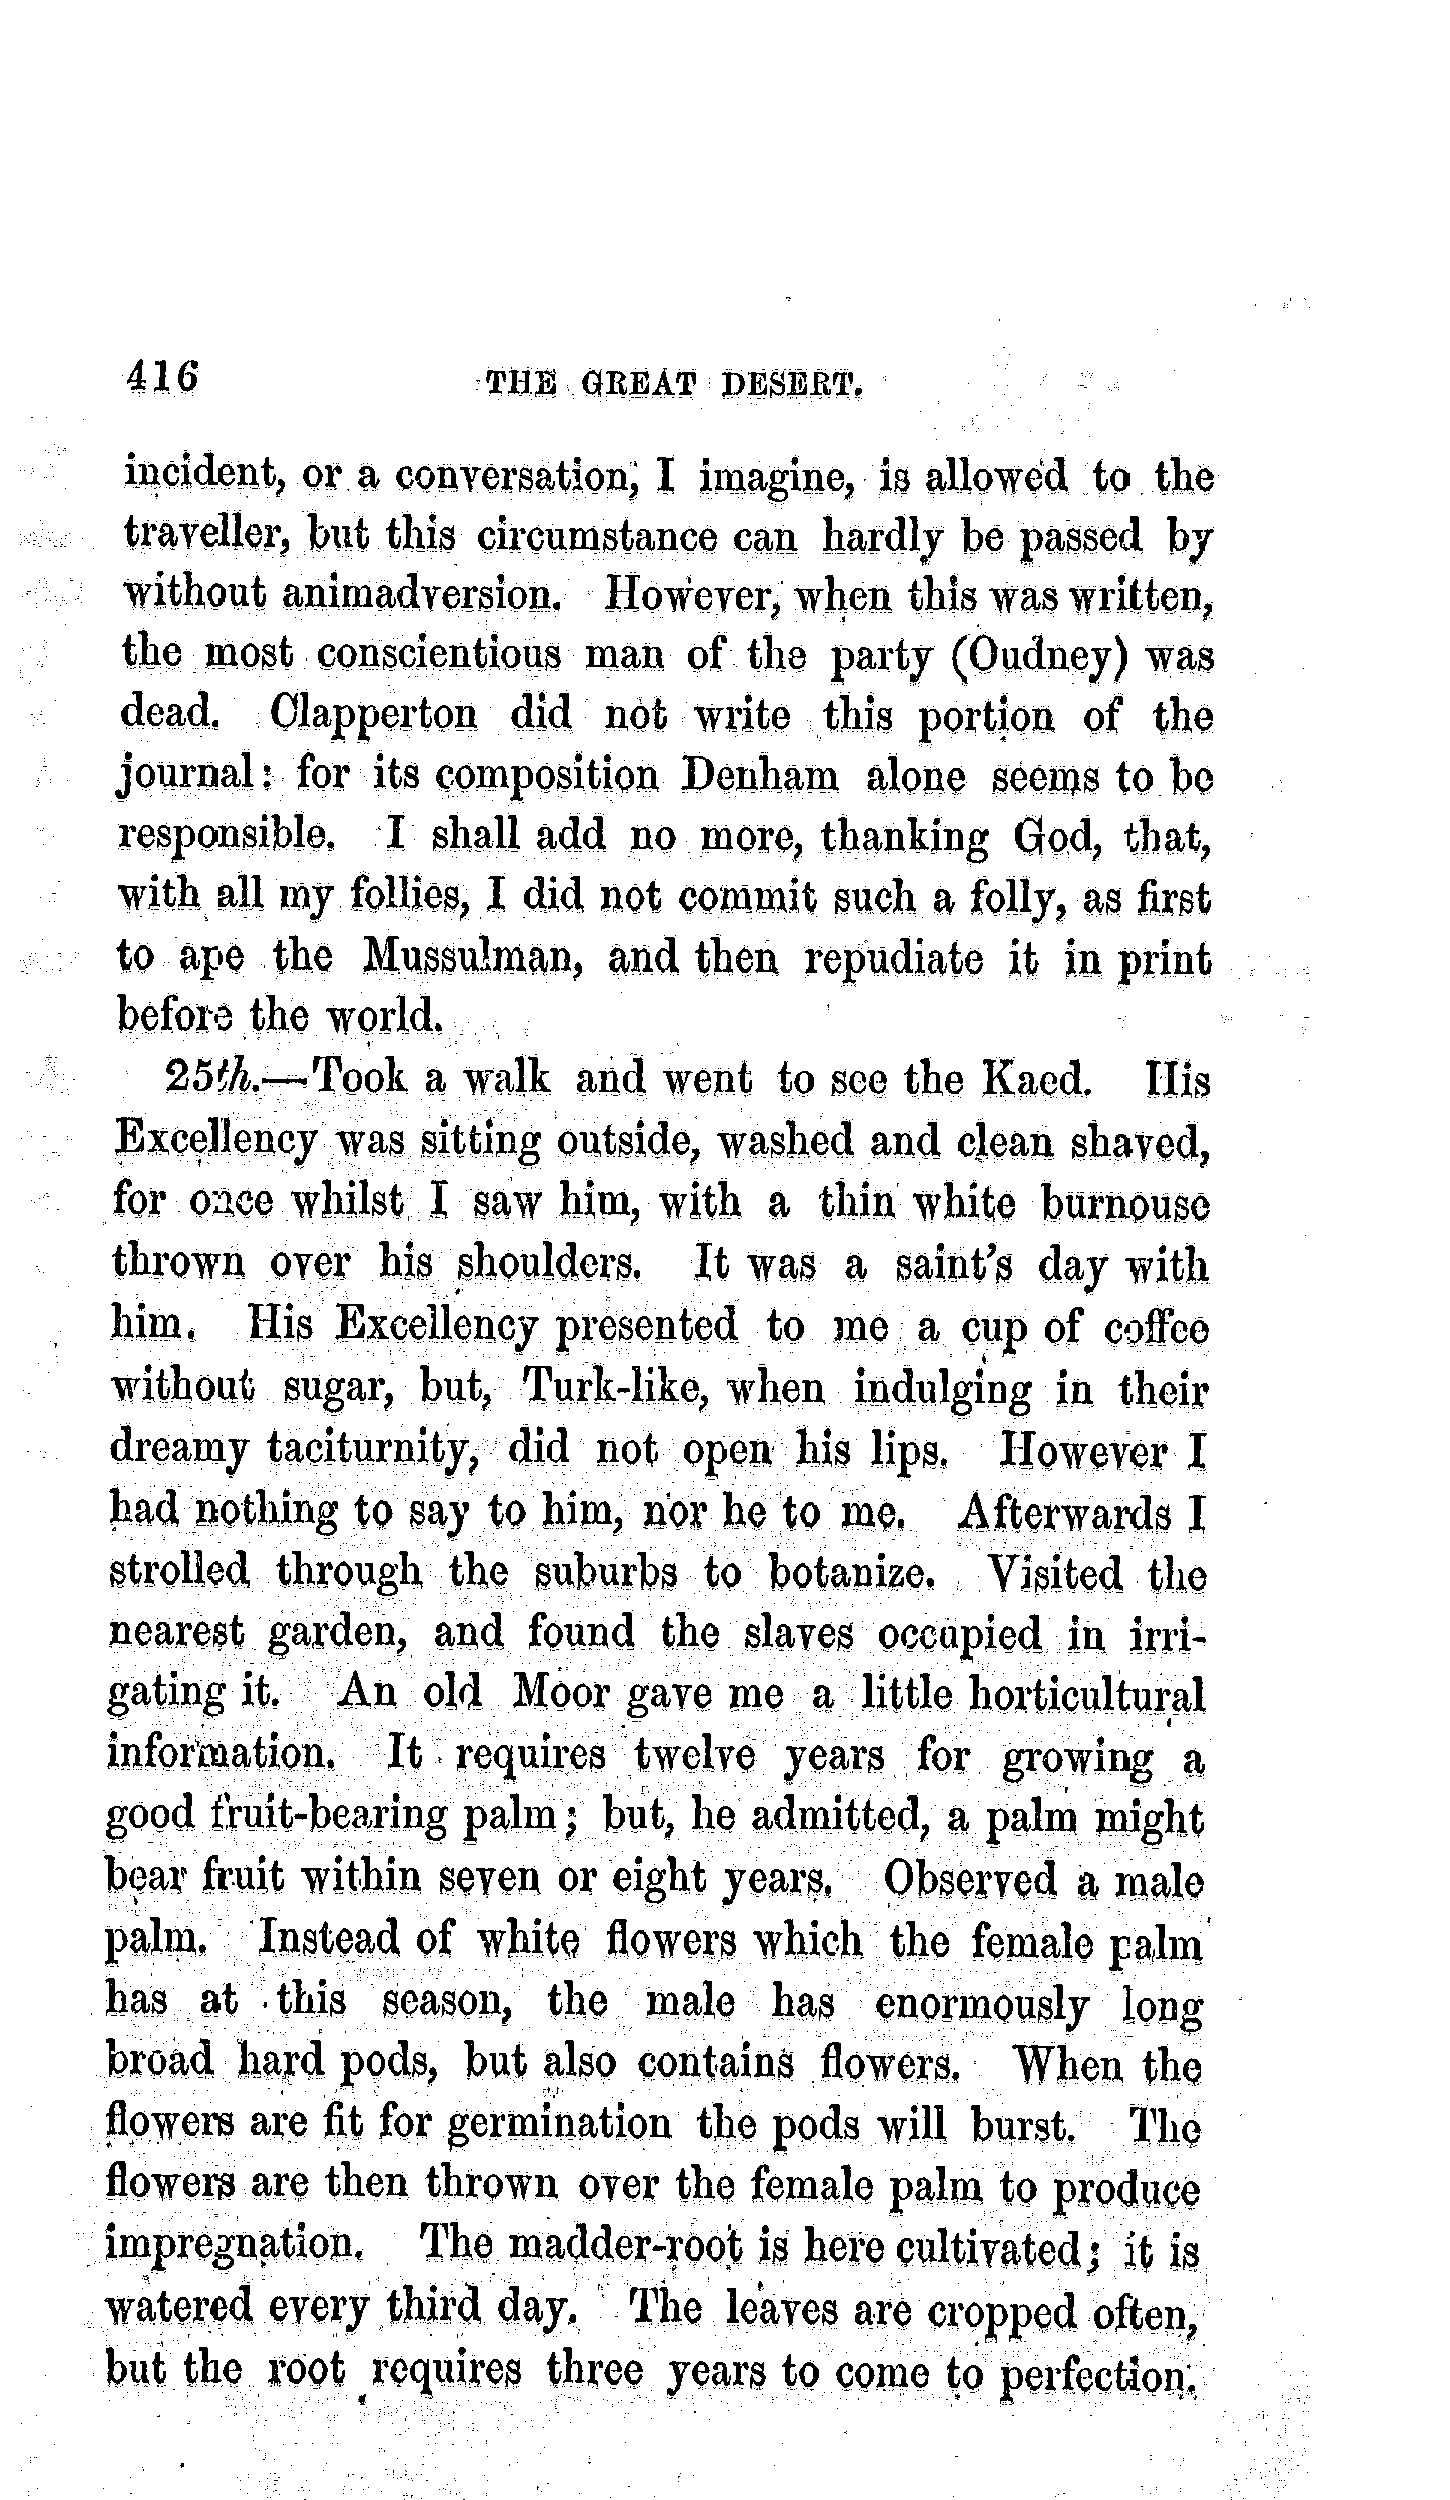 416 THE GREAT DESERT.
incident, or a conversation, I imagine, is allowed to the
traveller, but this circumstance can hardly be passed by
without animadversion. However, when this was written,
the most conscientious man of the party (Oudney) was
dead. Clapperton did not write this portion of the
journal: for its composition Denham alone seems to be
responsible. I shall add no more, thanking God, that,
with all my follies, I did not commit such a folly, as first
to ape the Mussulman, and then repudiate it in print
before the world.
25th.—Took a walk and went to see the Kaed. His
Excellency was sitting outside, washed and clean shaved,
for once whilst I saw him, with a thin white burnouse
thrown over his shoulders. It was a saint's day with
him. His Excellency presented to me a cup of coffee
without sugar, but, Turk-like, when indulging in their
dreamy taciturnity, did not open his lips. However I
had nothing to say to him, nor he to me. Afterwards I
strolled through the suburbs to botanize. Visited the
nearest garden, and found the slaves occupied in irri-
gating it. An old Moor gave me a little horticultural
information. It requires twelve years for growing a
good fruit-bearing palm; but, he admitted, a palm might
bear fruit within seven or eight years. Observed a male
palm. Instead of white flowers which the female palm
has at this season, the male has enormously long
broad hard pods, but also contains flowers. When the
flowers are fit for germination the pods will burst. The
flowers are then thrown over the female palm to produce
impregnation. The madder-root is here cultivated; it is
watered every third day. The leaves are cropped often,
but the root requires three years to come to perfection.